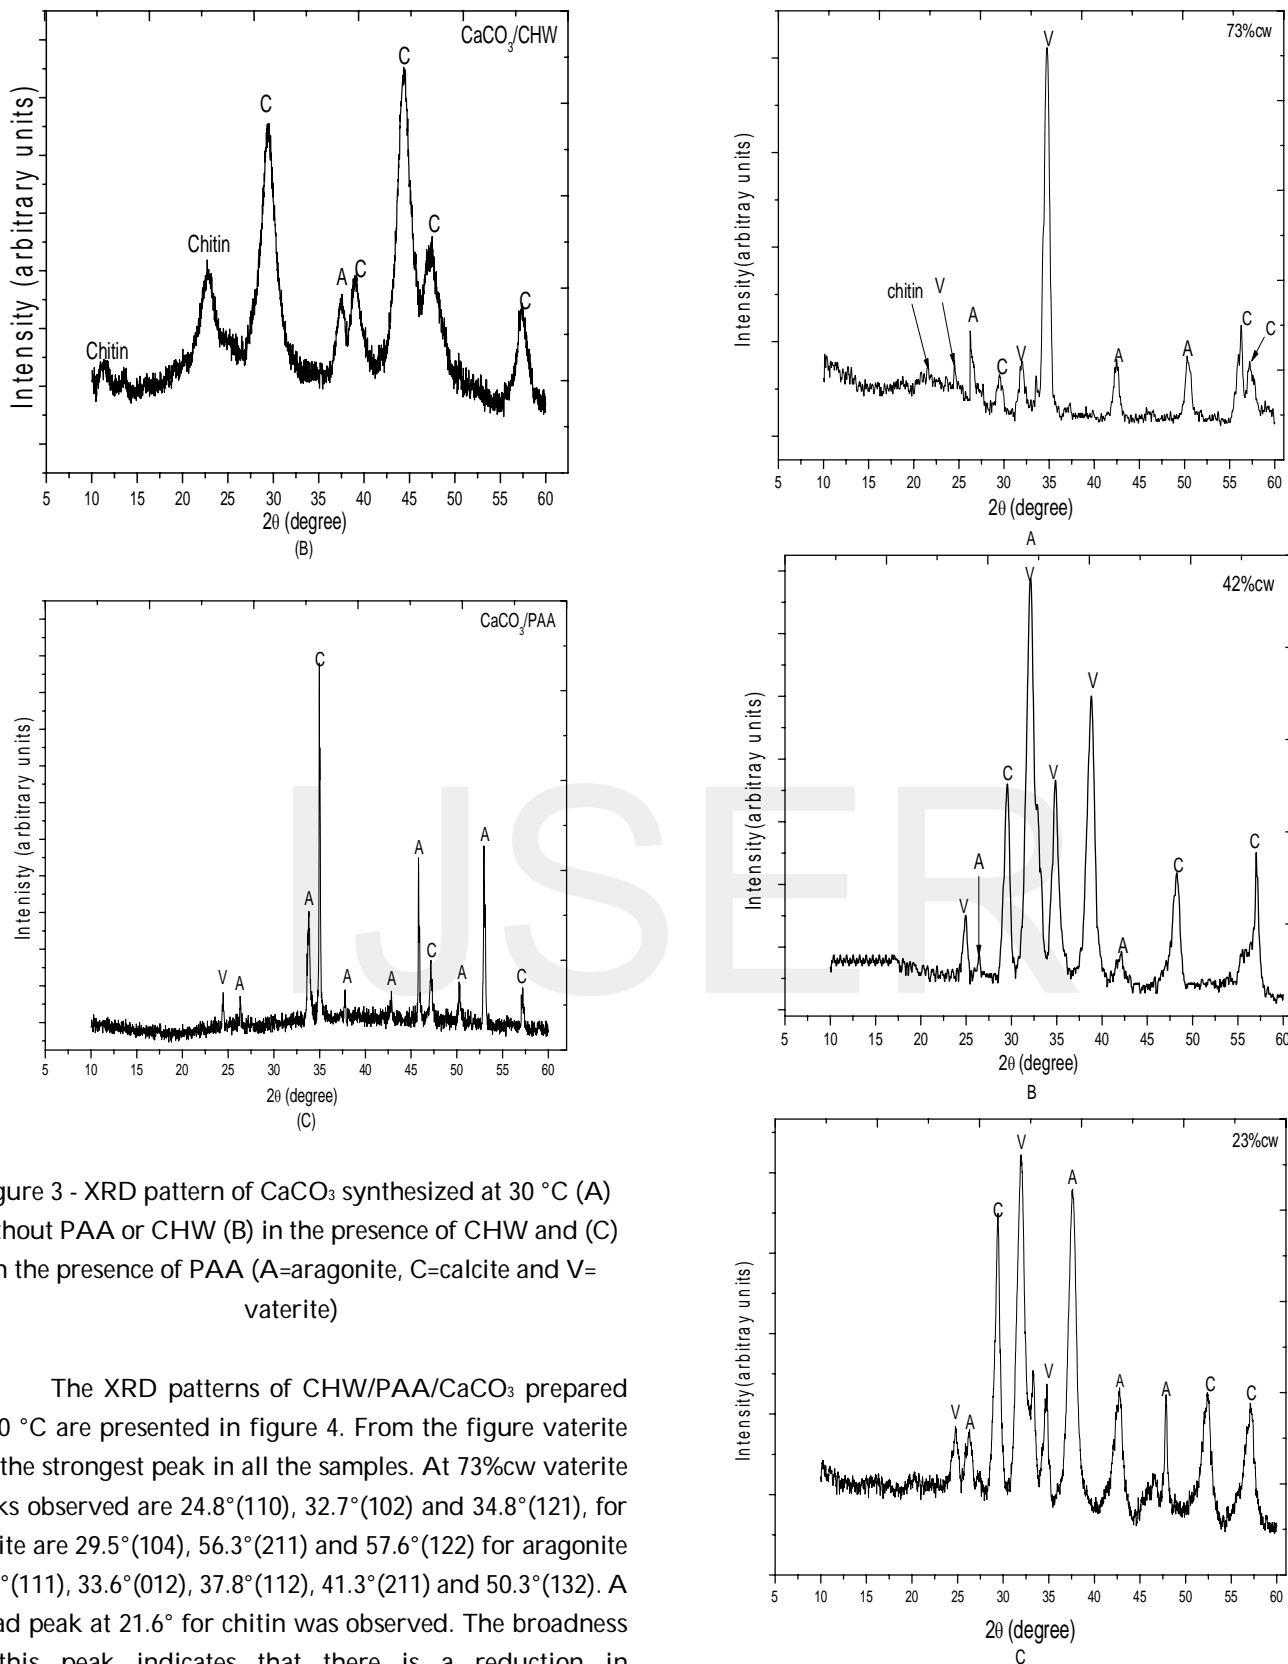 CaCO3/CHW
C
C
Chitin
C
A
C
C
Chitin
Intensity (arbitrary units)
5 10 15 20 25 30 35 40 45 50 55 60
2θ (degree)
(B)
CaCO3/PAA
C
A
A
A
C
V
A
A
A
A
C
Intenisty (arbitrary units)
5 10 15 20 25 30 35 40 45 50 55 60
2θ (degree)
(C)
gure 3 - XRD pattern of CaCO3 synthesized at 30 °C (A)
thout PAA or CHW (B) in the presence of CHW and (C)
n the presence of PAA (A=aragonite, C=calcite and V=
vaterite)
The XRD patterns of CHW/PAA/CaCO3 prepared
0 °C are presented in figure 4. From the figure vaterite
the strongest peak in all the samples. At 73%cw vaterite
ks observed are 24.8°(110), 32.7°(102) and 34.8°(121), for
ite are 29.5°(104), 56.3°(211) and 57.6°(122) for aragonite
°(111), 33.6°(012), 37.8°(112), 41.3°(211) and 50.3°(132). A
ad peak at 21.6° for chitin was observed. The broadness
this peak indicates that there is a reduction in
73%cw
V
chitin
V
A
C
V
A
A
C
C
Intensity(arbitray units)
5 10 15 20 25 30 35 40 45 50 55 60
2θ (degree)
A
42%cw
V
V
C
V
A
V
A
C
C
Intensity(arbitray units)
5 10 15 20 25 30 35 40 45 50 55 60
2θ (degree)
B
23%cw
V
A
C
V
V
A
A
A
C
C
Intensity(arbitray units)
5 10 15 20 25 30 35 40 45 50 55 60
2θ (degree)
C
IJSER